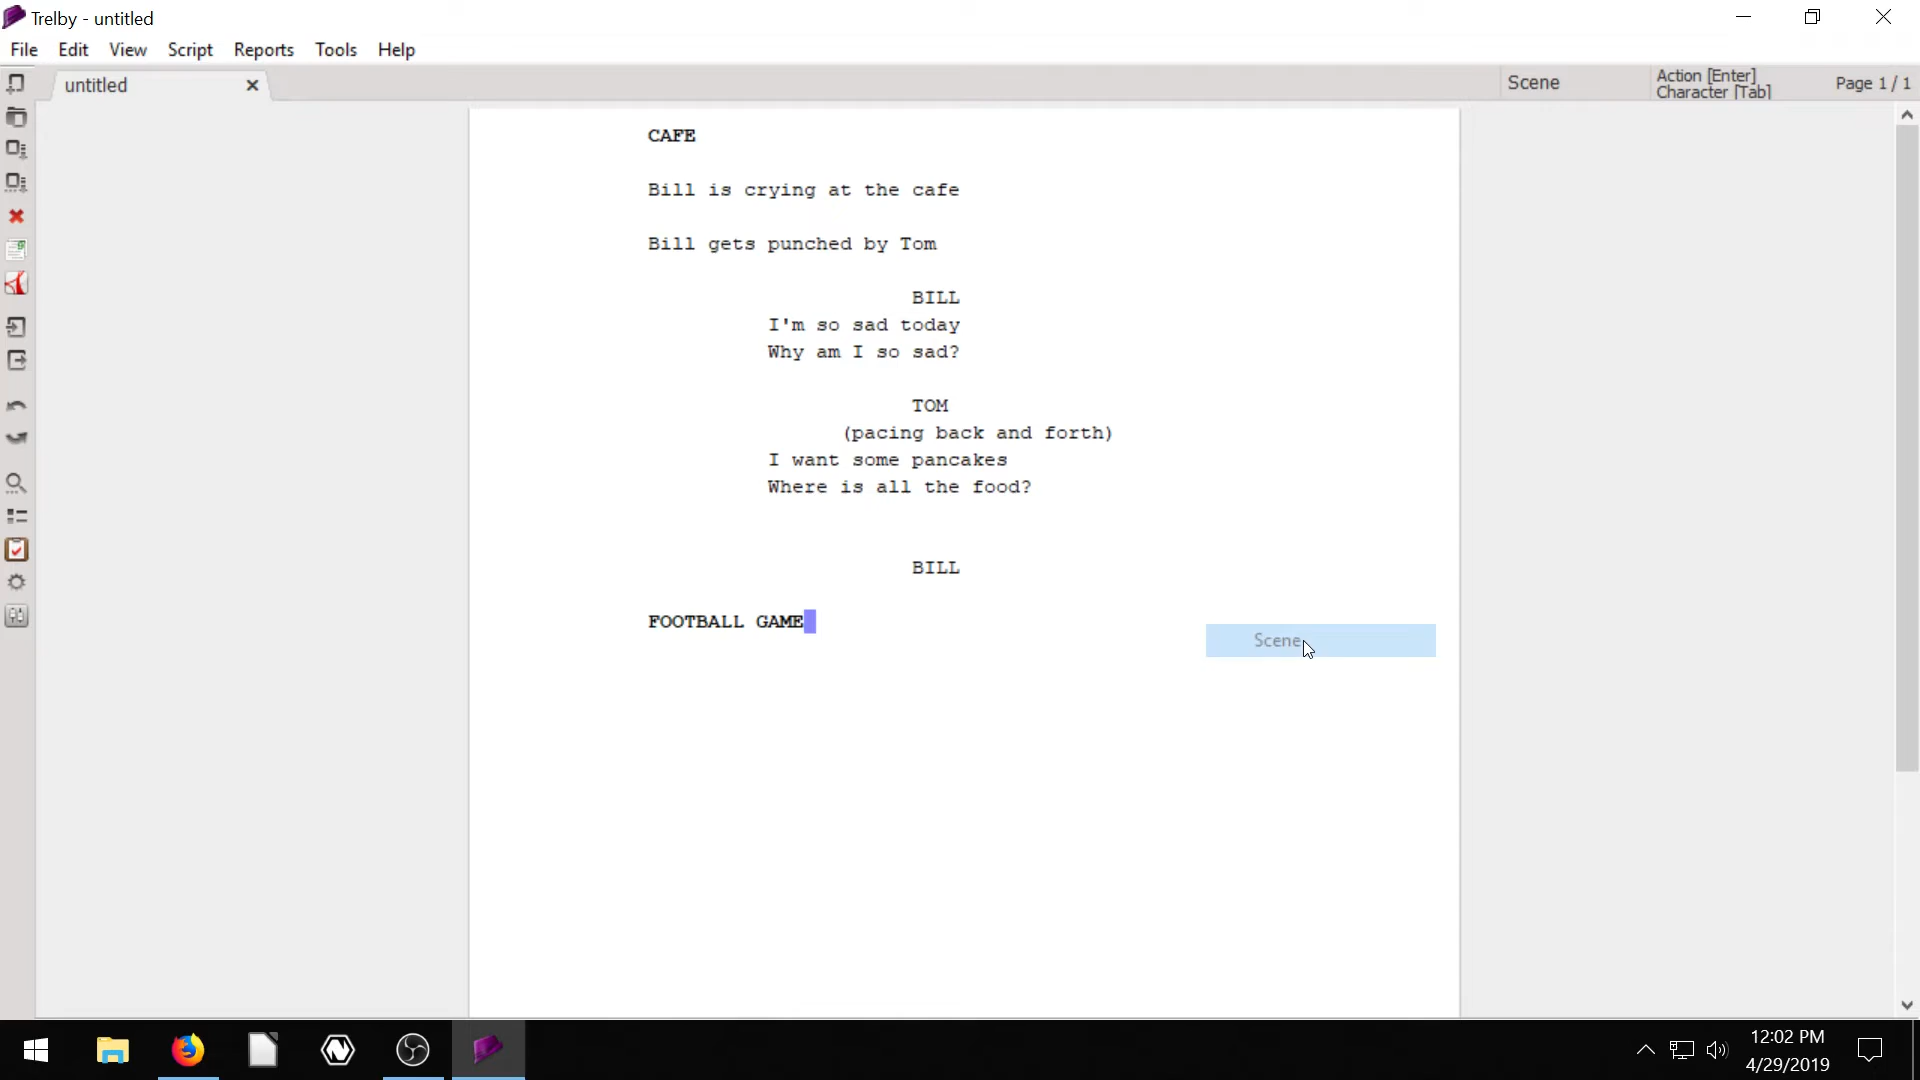 Trelby - untitled
File Edit View Script Reports Tools Help
untitled
Scene
Action [Enter]
Character [Tab]
Page 1 / 1
CAFE
Bill is crying at the cafe
Bill gets punched by Tom
BILL
I'm so sad today
Why am I so sad?
TOM
(pacing back and forth)
I want some pancakes
Where is all the food?
BILL
FOOTBALL GAME
Scene
12:02 PM
4/29/2019